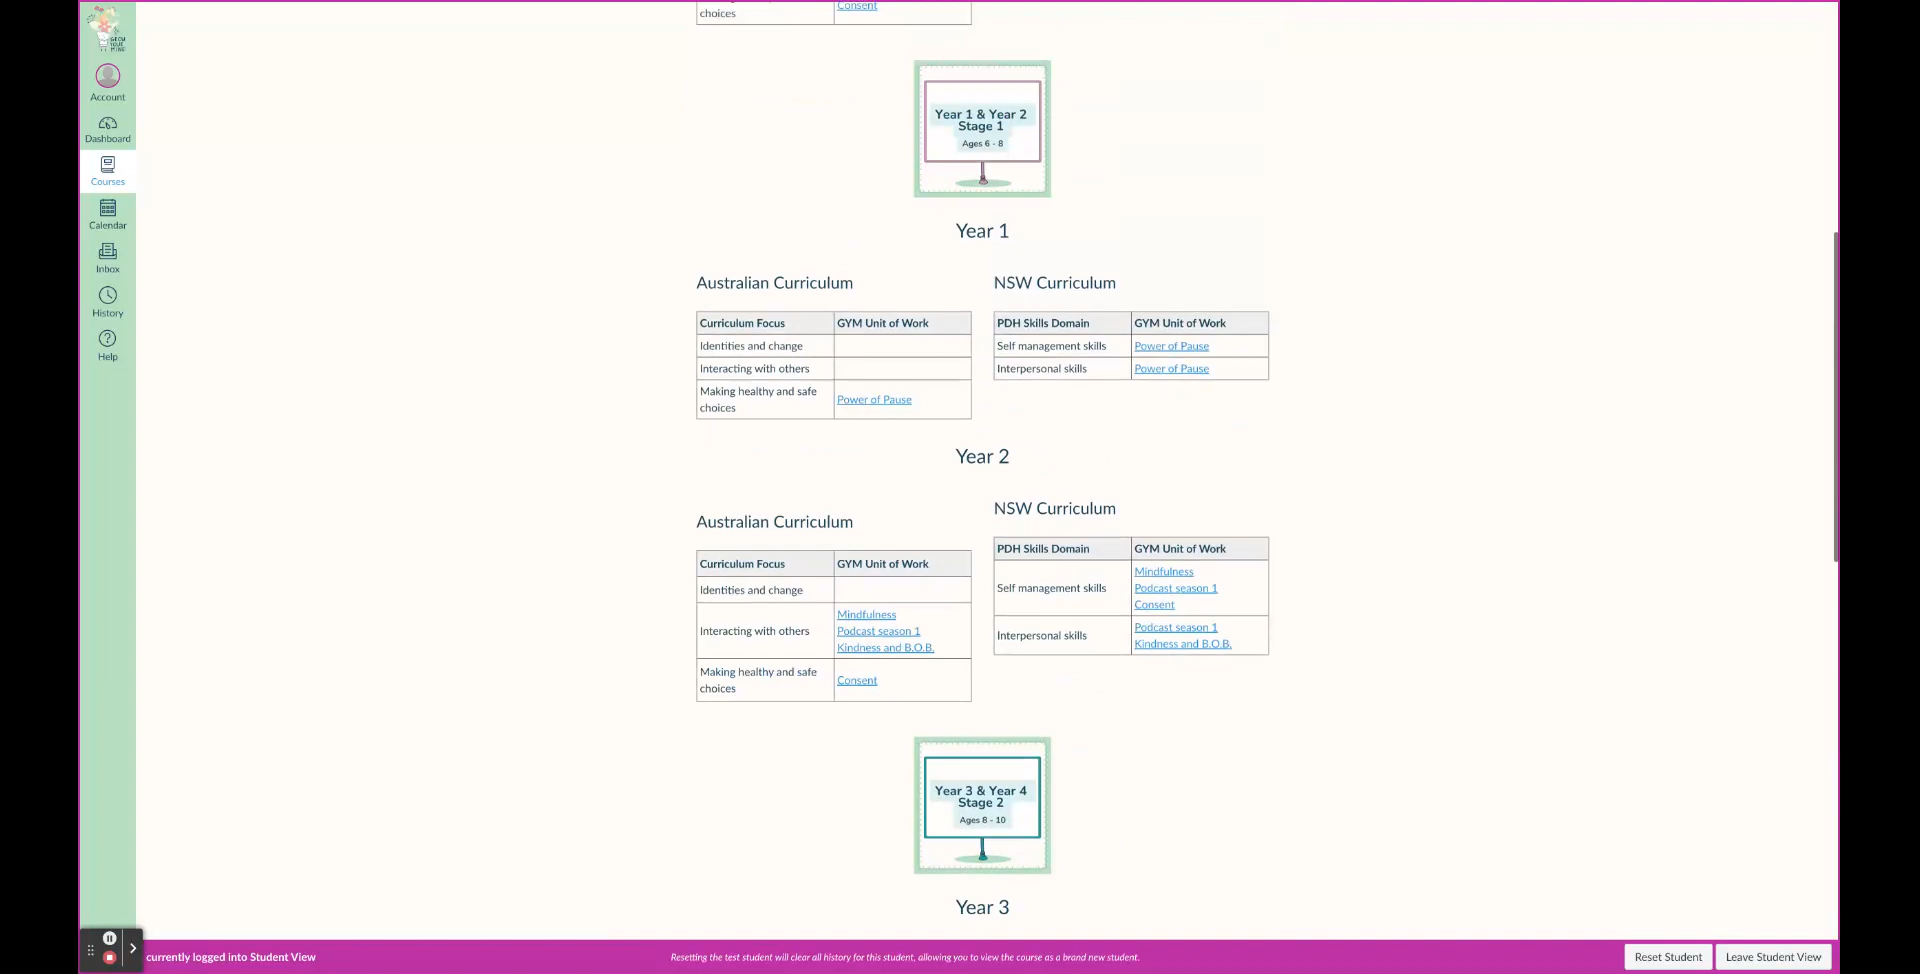 choices
Consent
GROW
YOUR
MIND
Account
Dashboard
Courses
Calendar
Inbox
History
Help
Year 1 & Year 2
Stage 1
Ages 6 - 8
Year 1
Australian Curriculum
Curriculum Focus GYM Unit of Work
Identities and change
Interacting with others
Making healthy and safe
choices
Power of Pause
NSW Curriculum
PDH Skills Domain GYM Unit of Work
Self management skills Power of Pause
Interpersonal skills Power of Pause
Year 2
Australian Curriculum
Curriculum Focus GYM Unit of Work
Identities and change
Interacting with others
Mindfulness
Podcast season 1
Kindness and B.O.B.
Making healthy and safe
choices
Consent
NSW Curriculum
PDH Skills Domain GYM Unit of Work
Self management skills
Mindfulness
Podcast season 1
Consent
Interpersonal skills
Podcast season 1
Kindness and B.O.B.
Year 3 & Year 4
Stage 2
Ages 8 - 10
Year 3
currently logged into Student View
Resetting the test student will clear all history for this student, allowing you to view the course as a brand new student.
Reset Student
Leave Student View